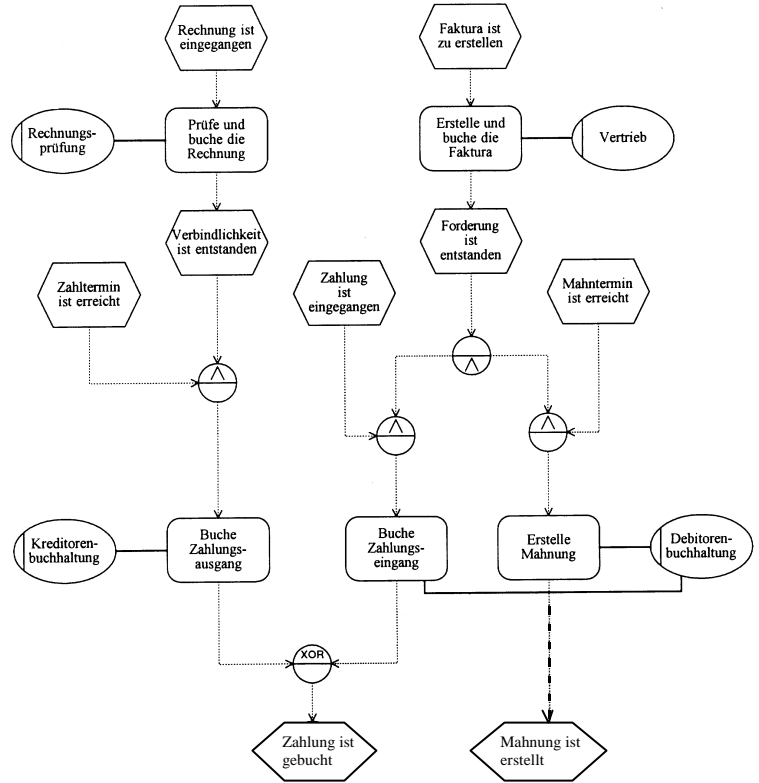 Rechnung ist
eingegangen
Faktura ist
zu erstellen
Rechnungs-
prüfung
Prüfe und
buche die
Rechnung
Erstelle und
buche die
Faktura
Vertrieb
Verbindlichkeit
ist entstanden
Forderung
ist
entstanden
Zahltermin
ist erreicht
Zahlung
ist
eingegangen
Mahntermin
ist erreicht
Kreditoren-
buchhaltung
Buche
Zahlungs-
ausgang
Buche
Zahlungs-
eingang
Erstelle
Mahnung
Debitoren-
buchhaltung
XOR
Zahlung ist
gebucht
Mahnung ist
erstellt